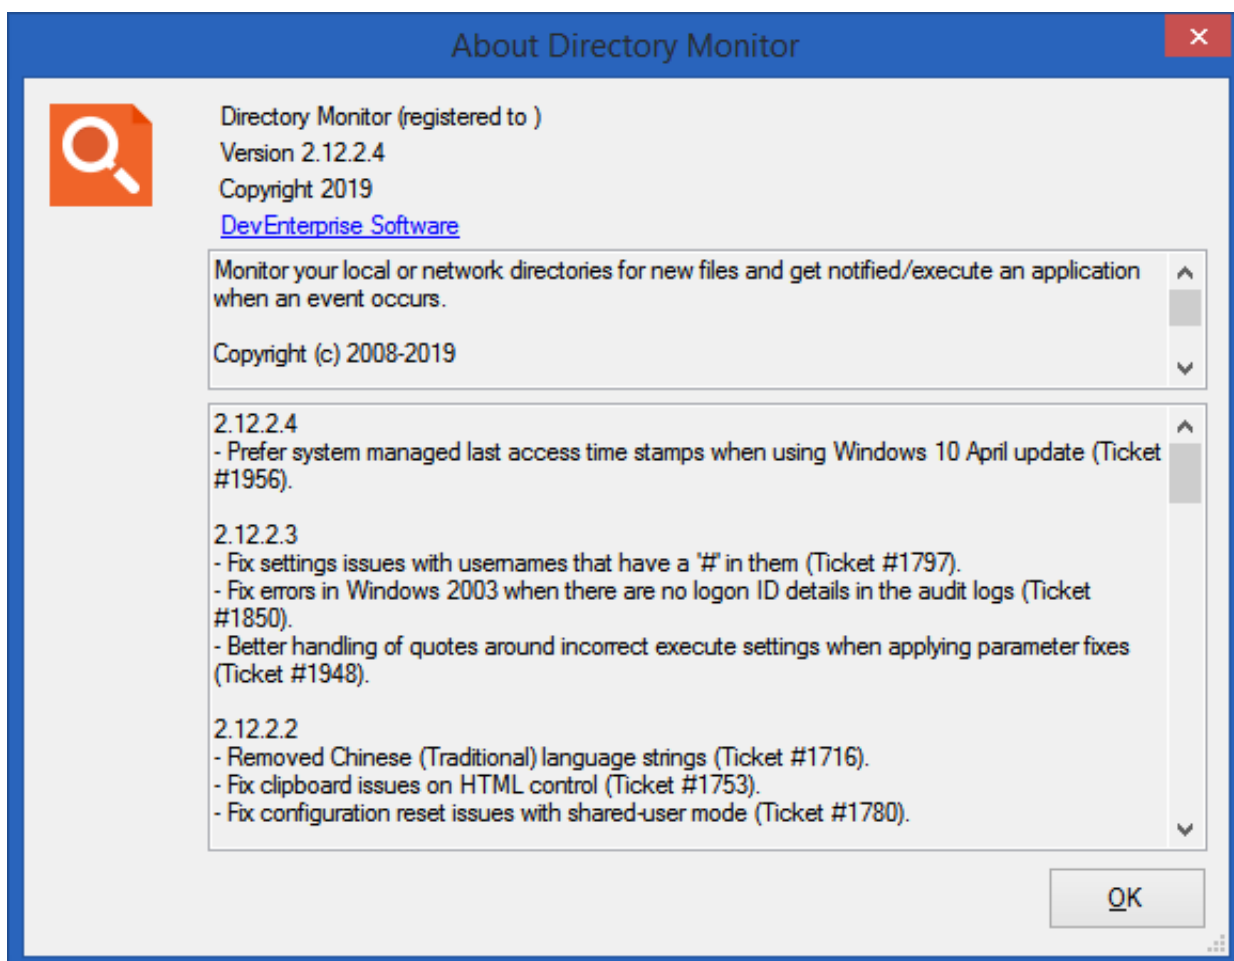 About Directory Monitor
Directory Monitor (registered to )
Version 2.12.2.4
Copyright 2019
DevEnterprise Software
Monitor your local or network directories for new files and get notified/execute an application
when an event occurs.
Copyright (c) 2008-2019
2.12.2.4
- Prefer system managed last access time stamps when using Windows 10 April update (Ticket
#1956).
2.12.2.3
- Fix settings issues with usernames that have a '#' in them (Ticket #1797).
- Fix errors in Windows 2003 when there are no logon ID details in the audit logs (Ticket
#1850).
- Better handling of quotes around incorrect execute settings when applying parameter fixes
(Ticket #1948).
2.12.2.2
- Removed Chinese (Traditional) language strings (Ticket #1716).
- Fix clipboard issues on HTML control (Ticket #1753).
- Fix configuration reset issues with shared-user mode (Ticket #1780).
OK